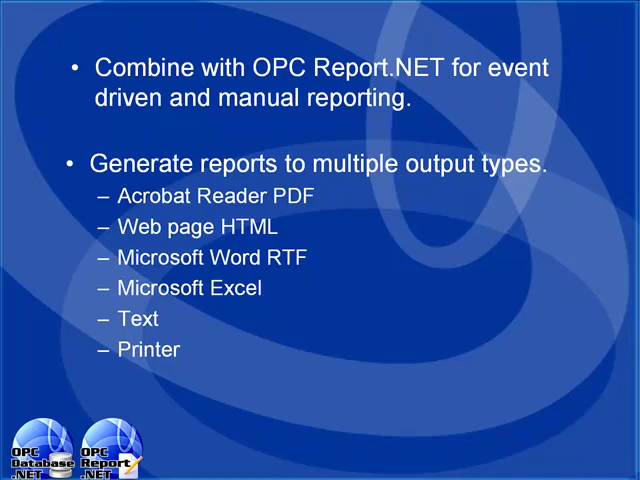 • Combine with OPC Report.NET for event
driven and manual reporting.
• Generate reports to multiple output types.
– Acrobat Reader PDF
– Web page HTML
– Microsoft Word RTF
– Microsoft Excel
– Text
– Printer
OPC
Database
.NET
OPC
Report
.NET